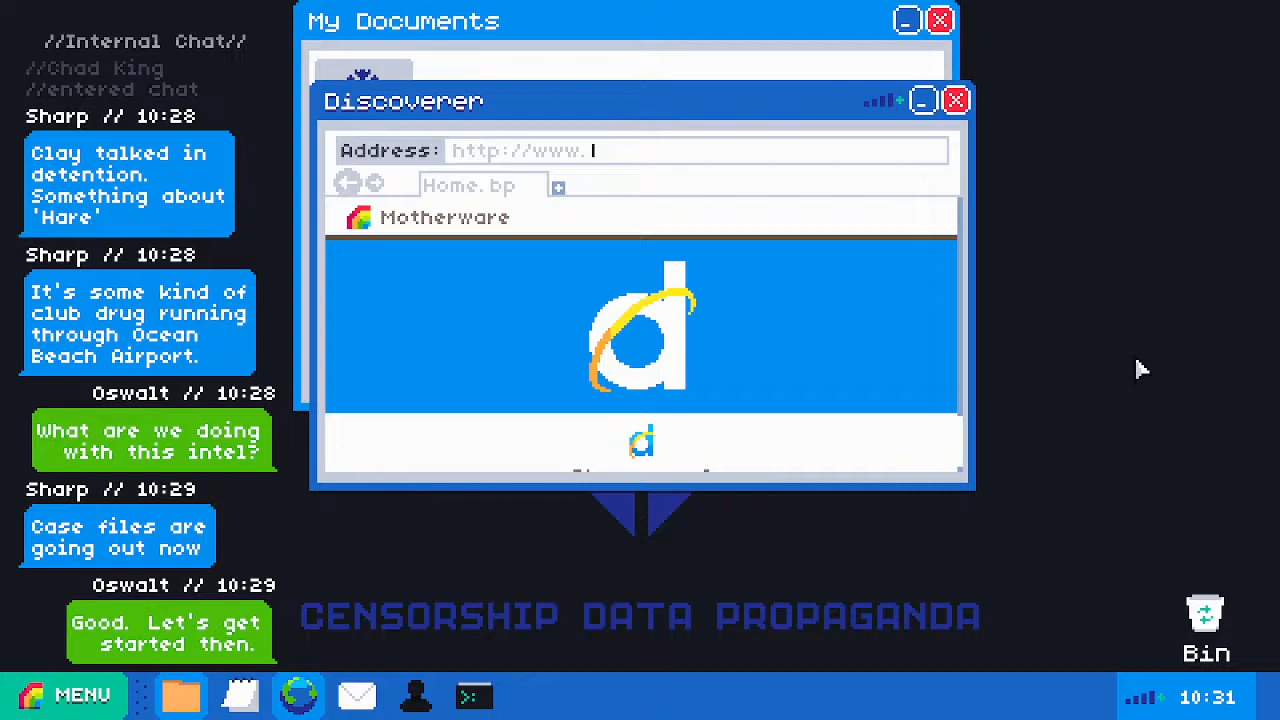 //Internal Chat//
//Chad King
//entered chat
Sharp // 10:28
Clay talked in
detention.
Something about
'Hare'
Sharp // 10:28
It's some kind of
club drug running
through Ocean
Beach Airport.
Oswalt // 10:28
What are we doing
with this intel?
Sharp // 10:29
Case files are
going out now
Oswalt // 10:29
Good. Let's get
started then.
My Documents
Discoverer
Address: http://www.
Home.bp
Motherware
CENSORSHIP DATA PROPAGANDA
Bin
MENU
10:31